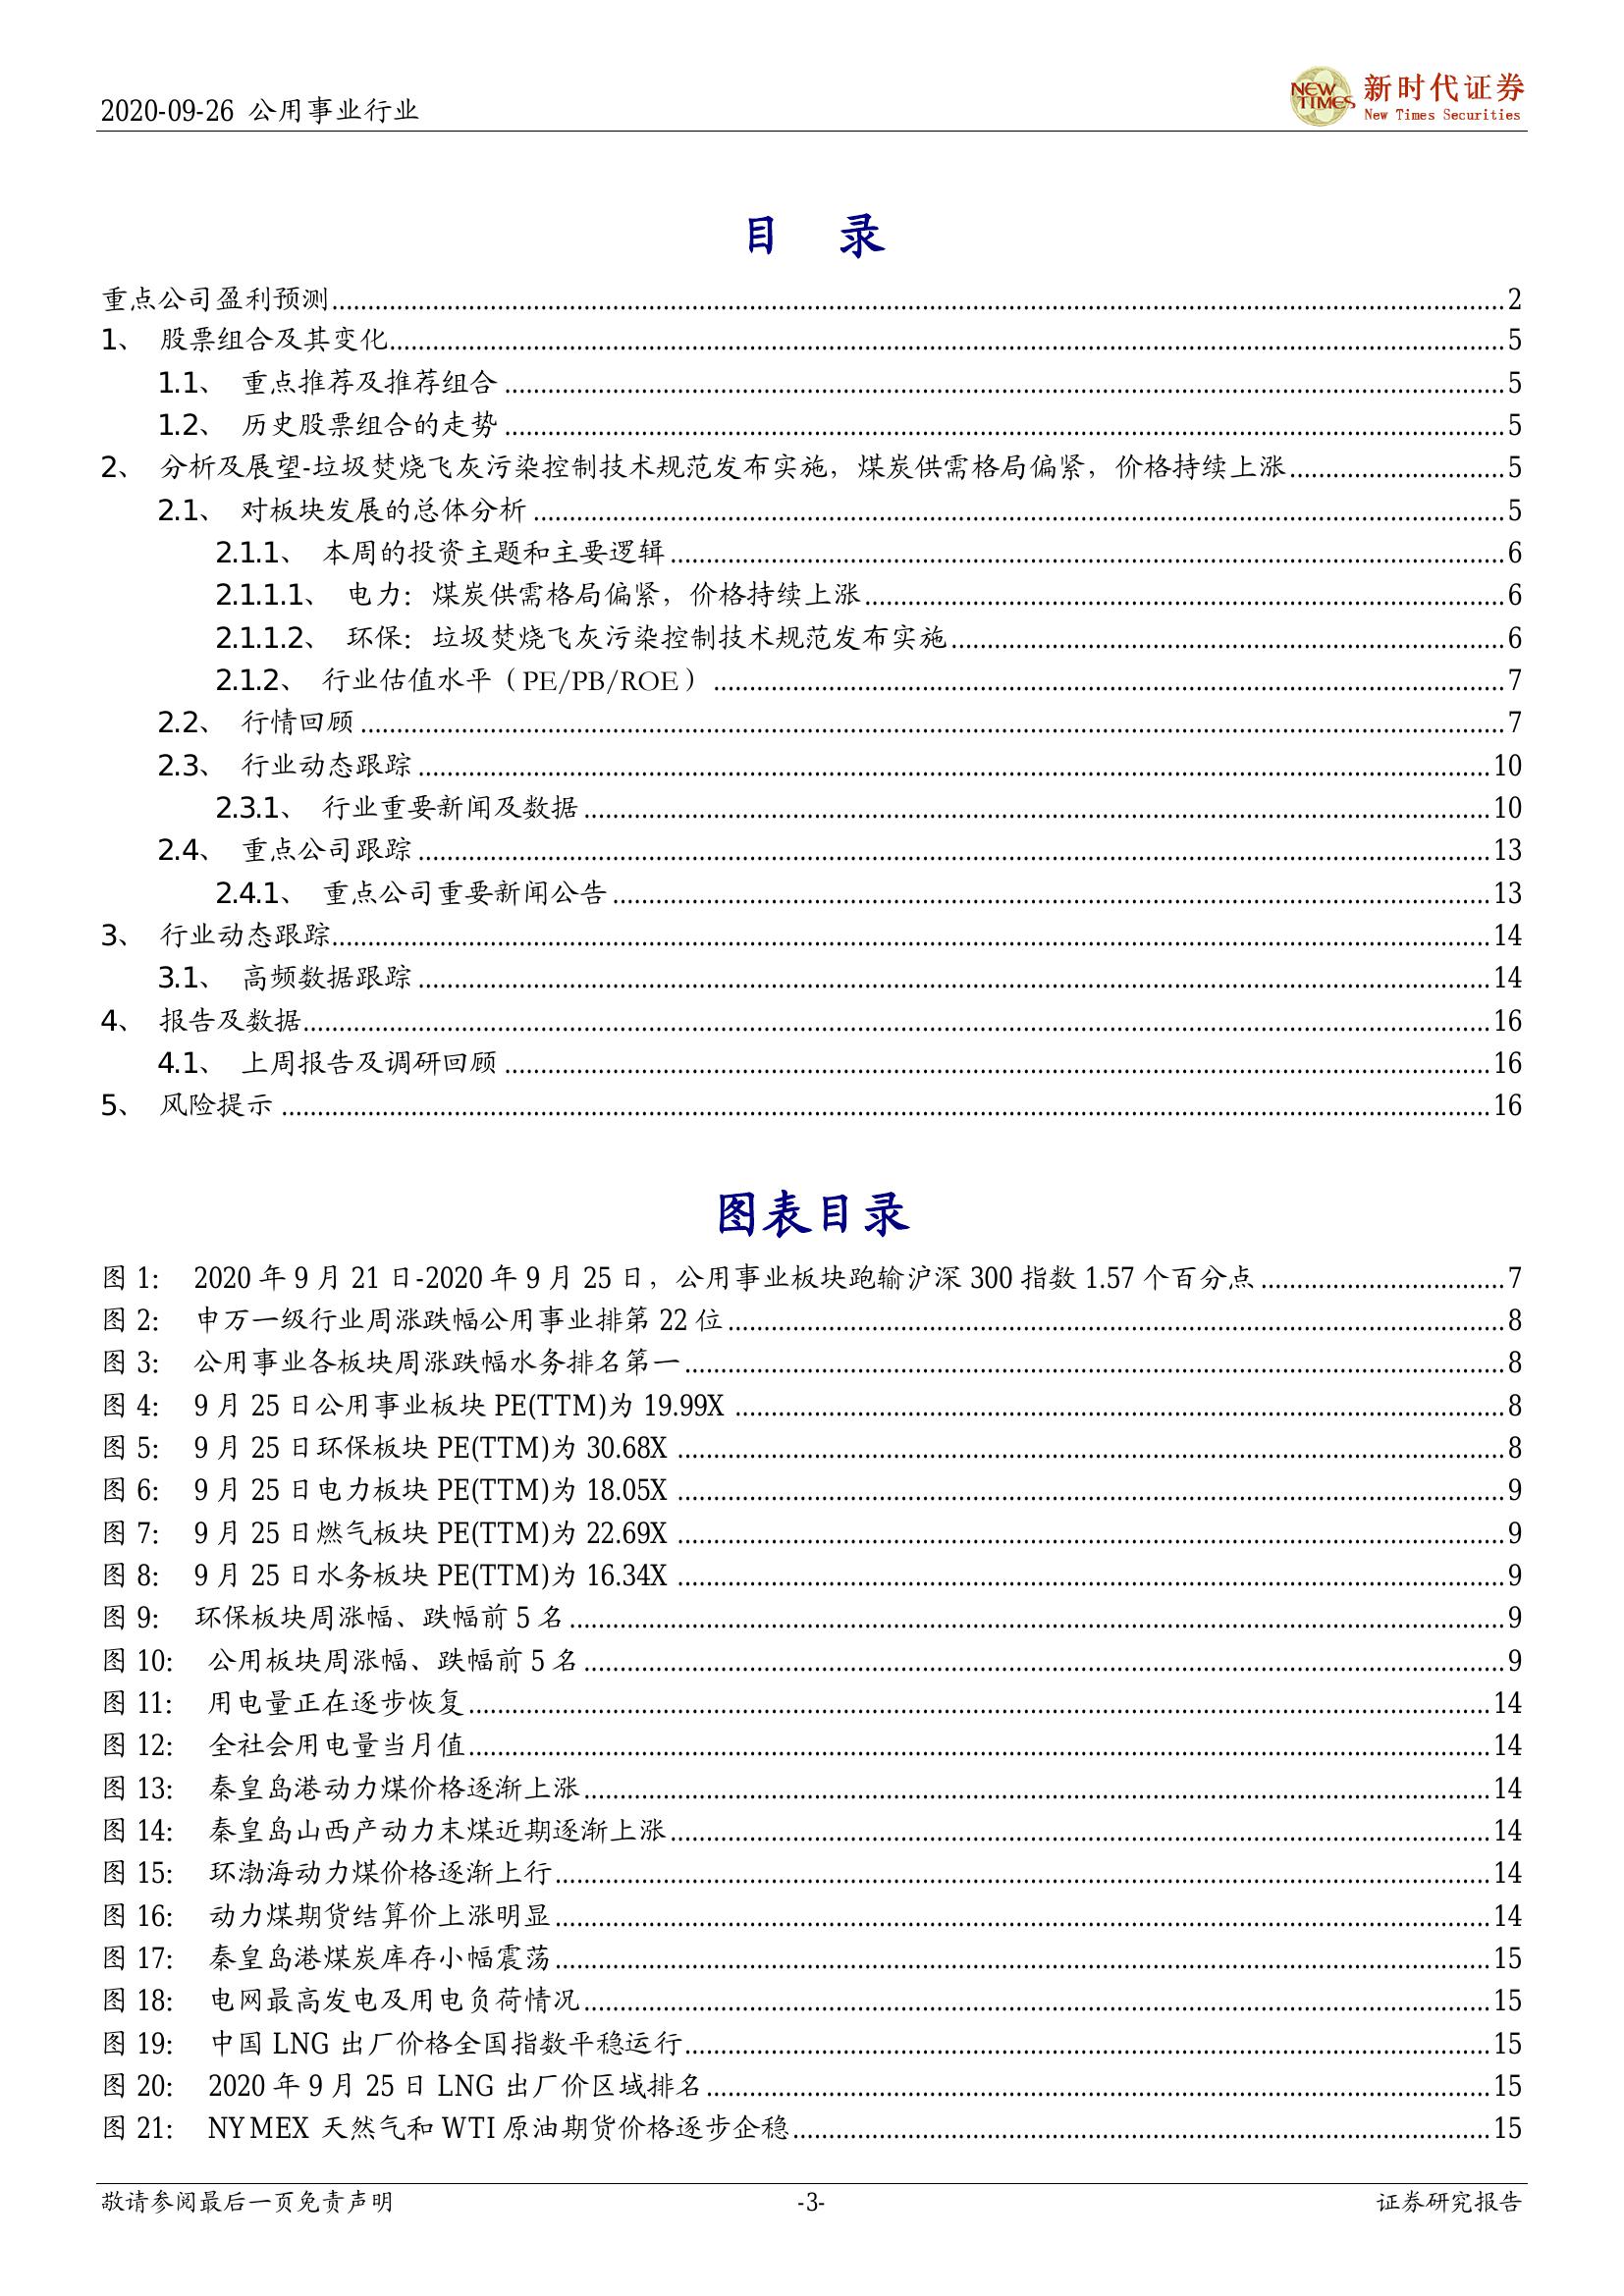 2020-09-26 公用事业行业
NEW TIMES 新时代证券
New Times Securities
目 录
重点公司盈利预测........2
1、 股票组合及其变化........5
1.1、 重点推荐及推荐组合........5
1.2、 历史股票组合的走势........5
2、 分析及展望-垃圾焚烧飞灰污染控制技术规范发布实施，煤炭供需格局偏紧，价格持续上涨........5
2.1、 对板块发展的总体分析........5
2.1.1、 本周的投资主题和主要逻辑........6
2.1.1.1、 电力：煤炭供需格局偏紧，价格持续上涨........6
2.1.1.2、 环保：垃圾焚烧飞灰污染控制技术规范发布实施........6
2.1.2、 行业估值水平（PE/PB/ROE）........7
2.2、 行情回顾........7
2.3、 行业动态跟踪........10
2.3.1、 行业重要新闻及数据........10
2.4、 重点公司跟踪........13
2.4.1、 重点公司重要新闻公告........13
3、 行业动态跟踪........14
3.1、 高频数据跟踪........14
4、 报告及数据........16
4.1、 上周报告及调研回顾........16
5、 风险提示........16
图表目录
图 1： 2020 年 9 月 21 日-2020 年 9 月 25 日，公用事业板块跑输沪深 300 指数 1.57 个百分点........7
图 2： 申万一级行业周涨跌幅公用事业排第 22 位........8
图 3： 公用事业各板块周涨跌幅水务排名第一........8
图 4： 9 月 25 日公用事业板块 PE(TTM)为 19.99X........8
图 5： 9 月 25 日环保板块 PE(TTM)为 30.68X........8
图 6： 9 月 25 日电力板块 PE(TTM)为 18.05X........9
图 7： 9 月 25 日燃气板块 PE(TTM)为 22.69X........9
图 8： 9 月 25 日水务板块 PE(TTM)为 16.34X........9
图 9： 环保板块周涨幅、跌幅前 5 名........9
图 10： 公用板块周涨幅、跌幅前 5 名........9
图 11： 用电量正在逐步恢复........14
图 12： 全社会用电量当月值........14
图 13： 秦皇岛港动力煤价格逐渐上涨........14
图 14： 秦皇岛山西产动力末煤近期逐渐上涨........14
图 15： 环渤海动力煤价格逐渐上行........14
图 16： 动力煤期货结算价上涨明显........14
图 17： 秦皇岛港煤炭库存小幅震荡........15
图 18： 电网最高发电及用电负荷情况........15
图 19： 中国 LNG 出厂价格全国指数平稳运行........15
图 20： 2020 年 9 月 25 日 LNG 出厂价区域排名........15
图 21： NYMEX 天然气和 WTI 原油期货价格逐步企稳........15
敬请参阅最后一页免责声明 -3- 证券研究报告